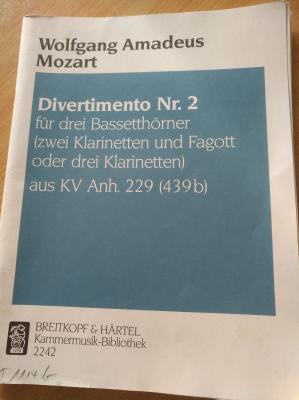 Wolfgang Amadeus
Mozart
Divertimento Nr. 2
für drei Bassetthörner
(zwei Klarinetten und Fagott
oder drei Klarinetten)
aus KV Anh. 229 (439b)
BREITKOPF & HÄRTEL
Kammermusik-Bibliothek
2242